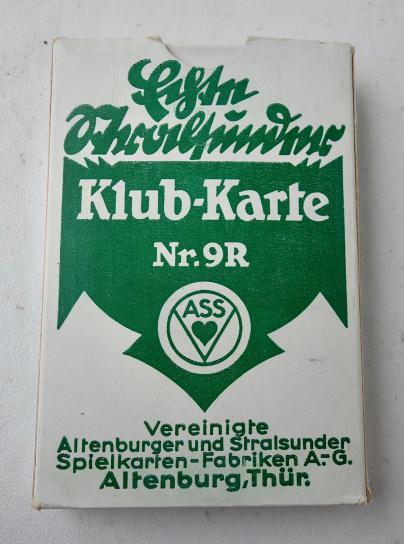 Echte
Stralsunder
Klub-Karte
Nr. 9R
ASS
Vereinigte
Altenburger und Stralsunder
Spielkarten-Fabriken A.-G.
Altenburg, Thür.